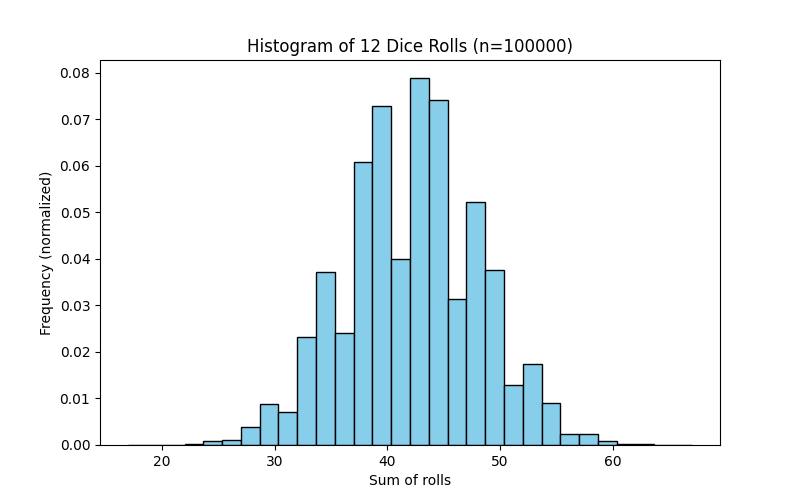 Histogram of 12 Dice Rolls (n=100000)
Frequency (normalized)
0.08
0.07
0.06
0.05
0.04
0.03
0.02
0.01
0.00
20 30 40 50 60
Sum of rolls